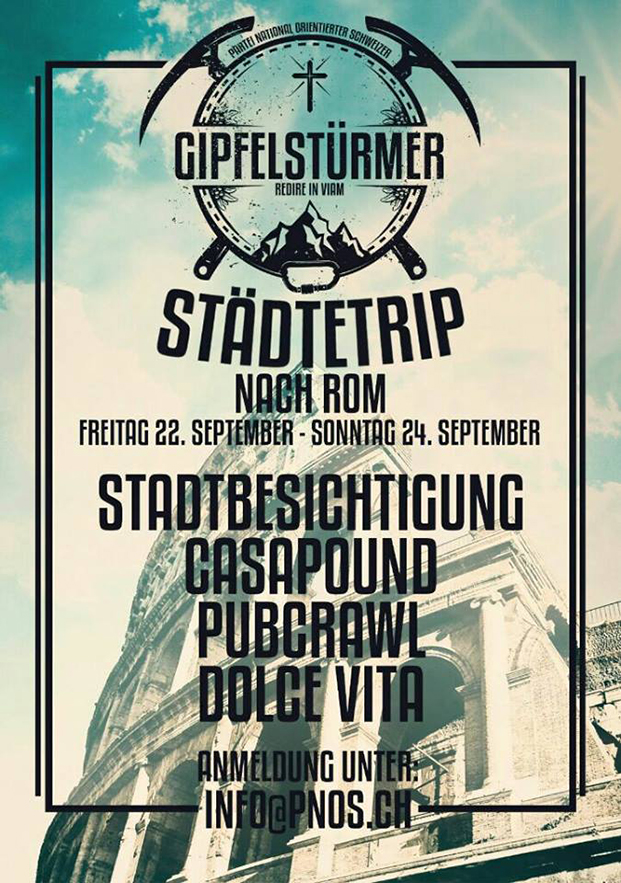 PARTEI NATIONAL ORIENTIERTER SCHWEIZER
GIPFELSTÜRMER
REDIRE IN VIAM
STÄDTETRIP
NACH ROM
FREITAG 22. SEPTEMBER - SONNTAG 24. SEPTEMBER
STADTBESICHTIGUNG
CASAPOUND
PUBCRAWL
DOLCE VITA
ANMELDUNG UNTER:
INFO@PNOS.CH